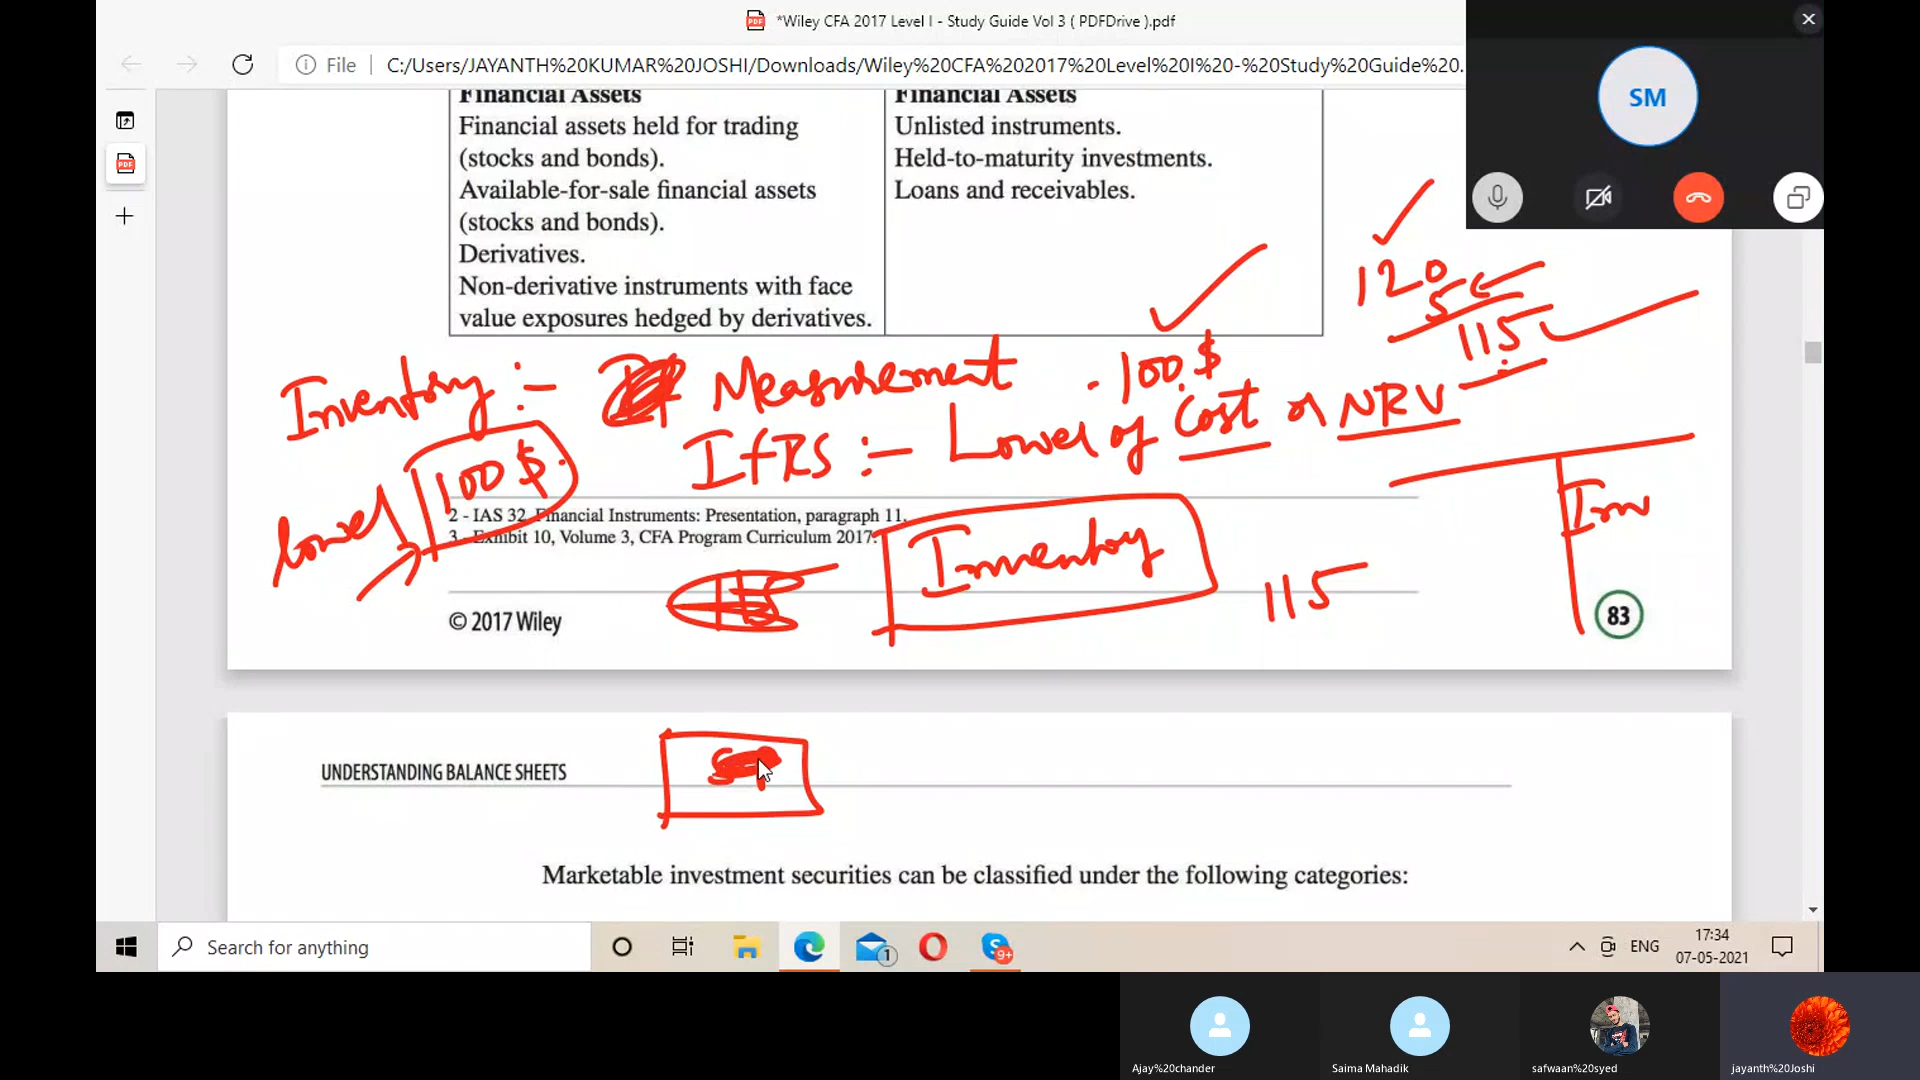 *Wiley CFA 2017 Level I - Study Guide Vol 3 ( PDFDrive ).pdf
File | C:/Users/JAYANTH%20KUMAR%20JOSHI/Downloads/Wiley%20CFA%202017%20Level%20I%20-%20Study%20Guide%20.
SM
Financial Assets
Financial assets held for trading
(stocks and bonds).
Available-for-sale financial assets
(stocks and bonds).
Derivatives.
Non-derivative instruments with face
value exposures hedged by derivatives.
Financial Assets
Unlisted instruments.
Held-to-maturity investments.
Loans and receivables.
120
5
115
Inventory :- Measurement 100 $
IfRS :- Lower of Cost or NRV
Lower 100 $.
Inv
2 - IAS 32, Financial Instruments: Presentation, paragraph 11.
3 - Exhibit 10, Volume 3, CFA Program Curriculum 2017.
Inventory
115
© 2017 Wiley
83
UNDERSTANDING BALANCE SHEETS
Marketable investment securities can be classified under the following categories:
Search for anything
1
9+
ENG
17:34
07-05-2021
Ajay%20chander
Saima Mahadik
safwaan%20syed
jayanth%20Joshi